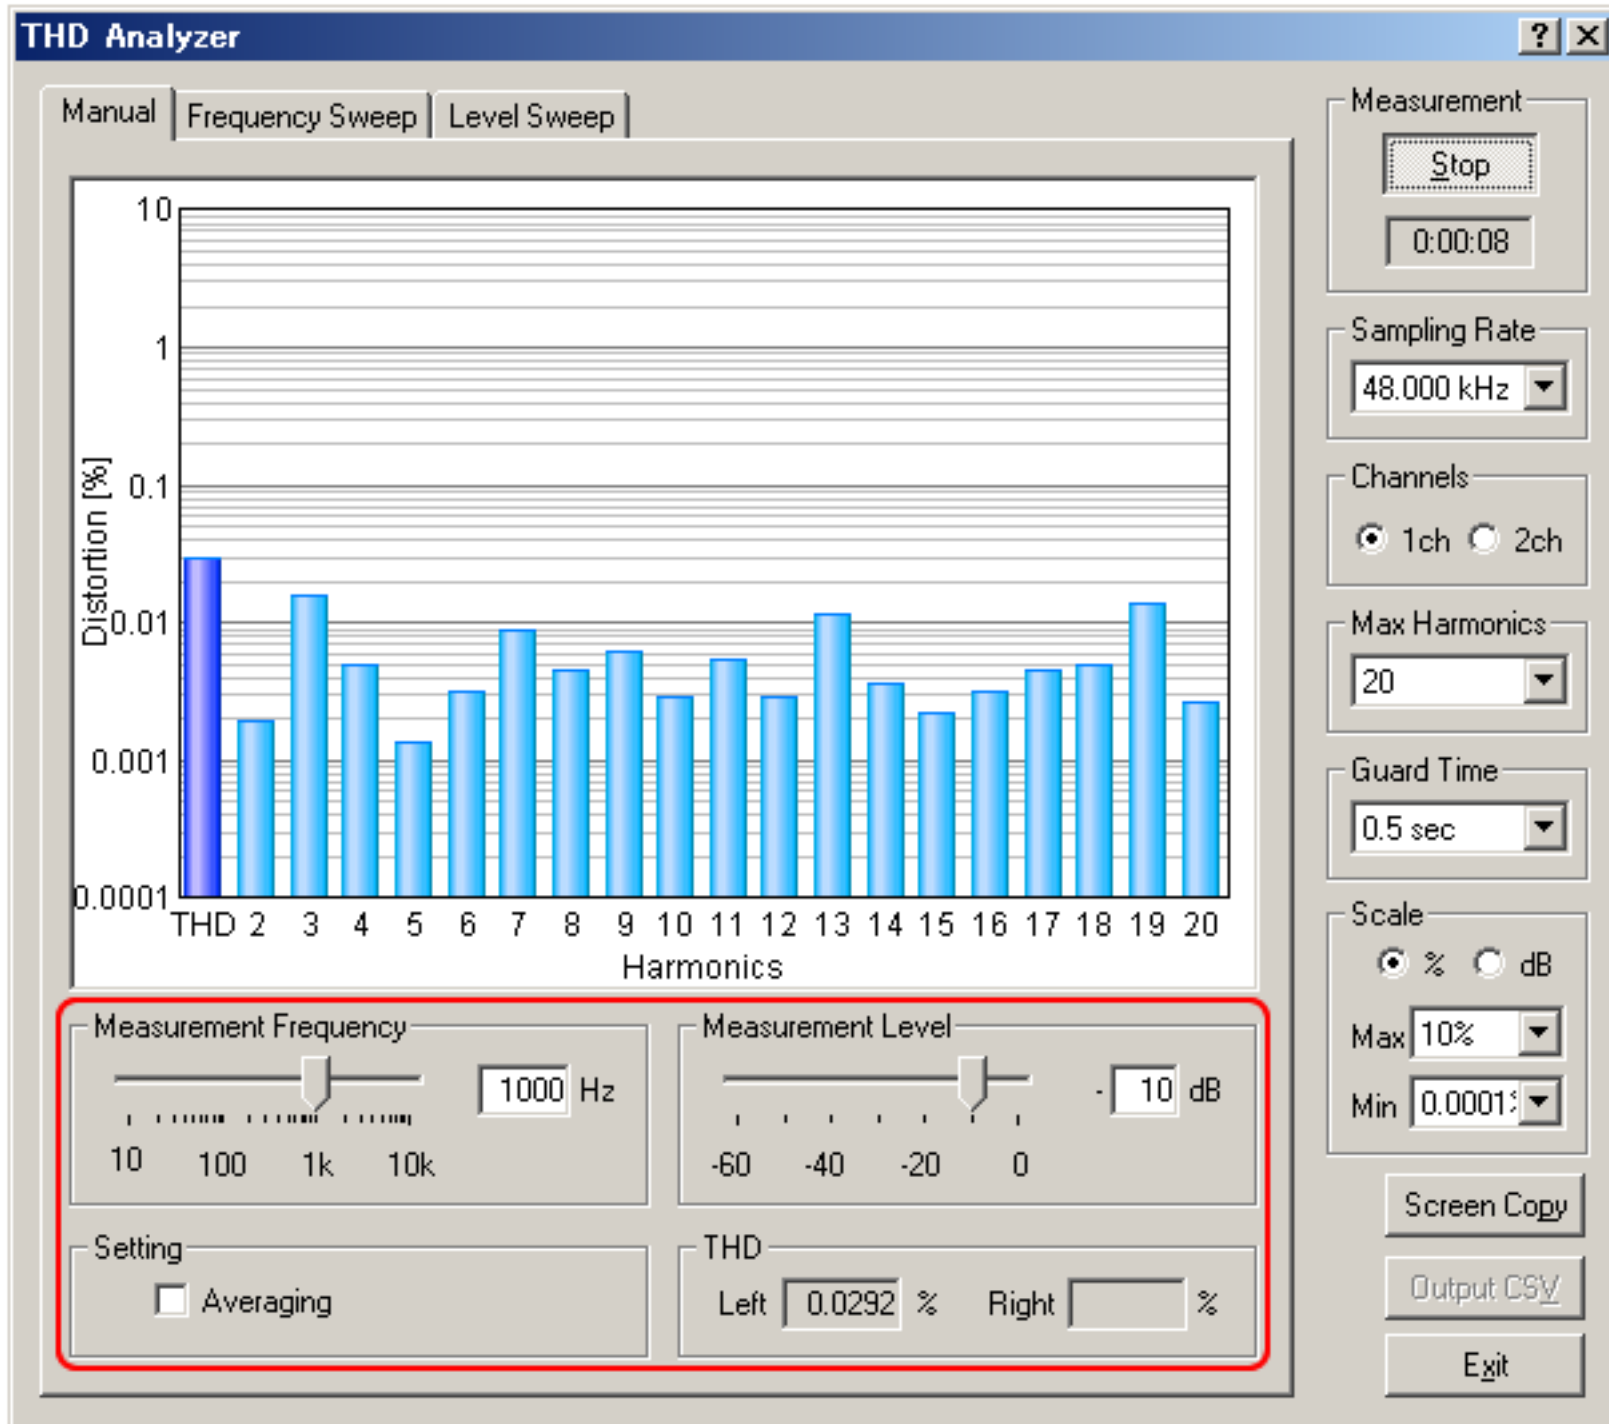 THD Analyzer
Manual
Frequency Sweep
Level Sweep
10
1
0.1
0.01
0.001
0.0001
Distortion [%]
THD 2 3 4 5 6 7 8 9 10 11 12 13 14 15 16 17 18 19 20
Harmonics
Measurement Frequency
1000 Hz
10 100 1k 10k
Measurement Level
- 10 dB
-60 -40 -20 0
Setting
Averaging
THD
Left 0.0292 % Right %
Measurement
Stop
0:00:08
Sampling Rate
48.000 kHz
Channels
1ch 2ch
Max Harmonics
20
Guard Time
0.5 sec
Scale
% dB
Max 10%
Min 0.0001%
Screen Copy
Output CSV
Exit